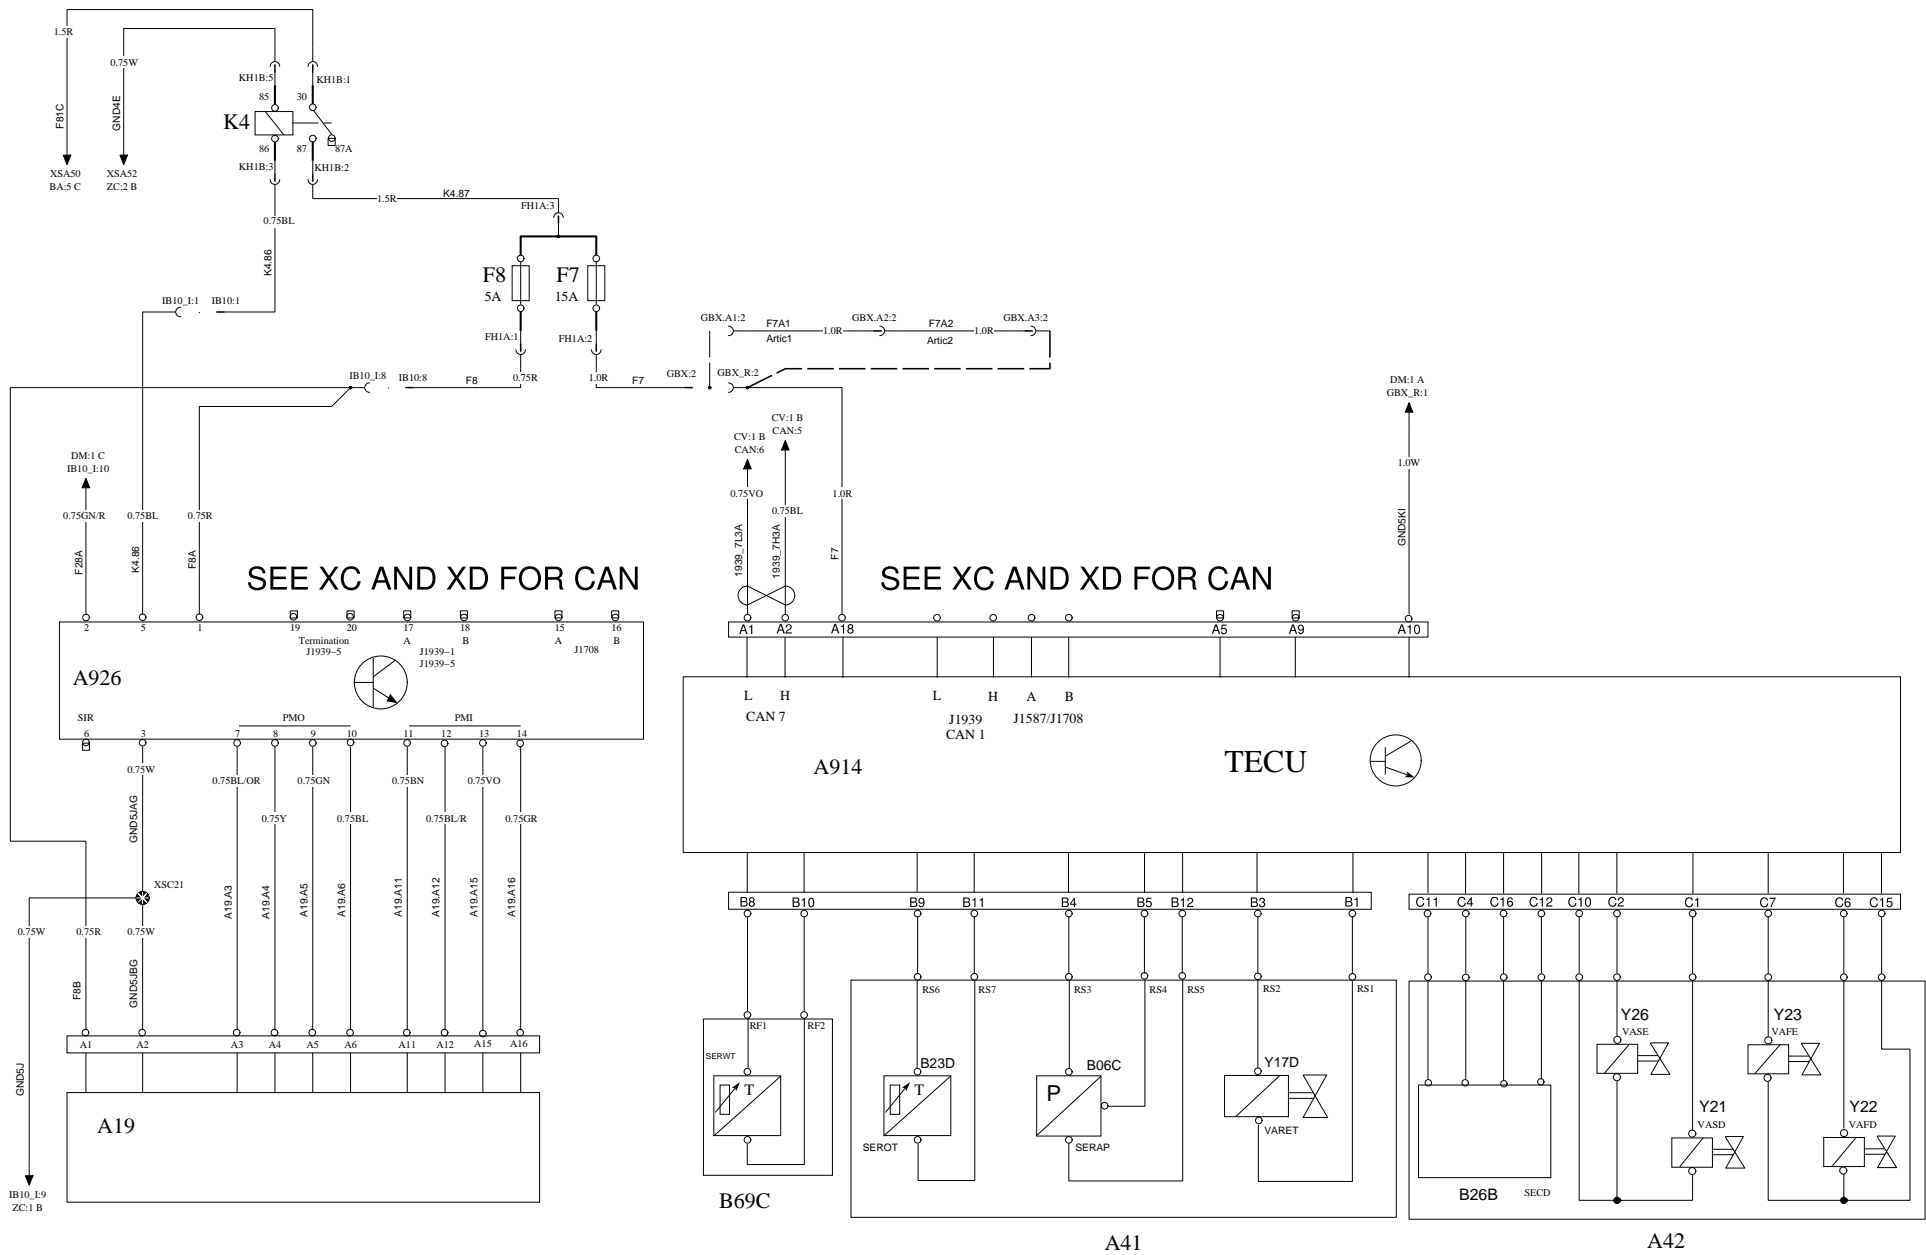 1.5R
0.75W
KH1B:5
KH1B:1
F81C
GND4E
85
30
K4
86
87
87A
KH1B:3
KH1B:2
XSA50
BA:5 C
XSA52
ZC:2 B
1.5R
K4.87
FH1A:3
0.75BL
K4.86
F8
5A
F7
15A
IB10_I:1
IB10:1
FH1A:1
FH1A:2
GBX.A1:2
F7A1
1.0R
GBX.A2:2
F7A2
1.0R
GBX.A3:2
Artic1
Artic2
IB10_I:8
IB10:8
F8
0.75R
1.0R
F7
GBX:2
GBX_R:2
DM:1 A
GBX_R:1
CV:1 B
CAN:6
CV:1 B
CAN:5
DM:1 C
IB10_I:10
1.0W
0.75VO
1.0R
0.75BL
0.75GN/R
0.75BL
0.75R
F28A
K4.86
F8A
1939_7L3A
1939_7H3A
F7
GND5KI
SEE XC AND XD FOR CAN
SEE XC AND XD FOR CAN
2
5
1
19
20
17
18
15
16
Termination
J1939–5
A
B
J1939–1
J1939–5
A
B
J1708
A1
A2
A18
A5
A9
A10
A926
SIR
6
3
PMO
7
8
9
10
PMI
11
12
13
14
L
H
CAN 7
L
H
J1939
CAN 1
A
B
J1587/J1708
A914
TECU
0.75W
0.75BL/OR
0.75GN
0.75BN
0.75VO
0.75Y
0.75BL
0.75BL/R
0.75GR
GND5JAG
XSC21
A19.A3
A19.A4
A19.A5
A19.A6
A19.A11
A19.A12
A19.A15
A19.A16
0.75W
0.75R
0.75W
F8B
GND5JBG
GND5J
B8
B10
B9
B11
B4
B5
B12
B3
B1
C11
C4
C16
C12
C10
C2
C1
C7
C6
C15
RS6
RS7
RS3
RS4
RS5
RS2
RS1
RF1
RF2
A1
A2
A3
A4
A5
A6
A11
A12
A15
A16
SERWT
T
B23D
T
SEROT
B06C
P
SERAP
Y17D
VARET
Y26
VASE
Y23
VAFE
Y21
VASD
Y22
VAFD
A19
IB10_I:9
ZC:1 B
B69C
B26B
SECD
A41
A42